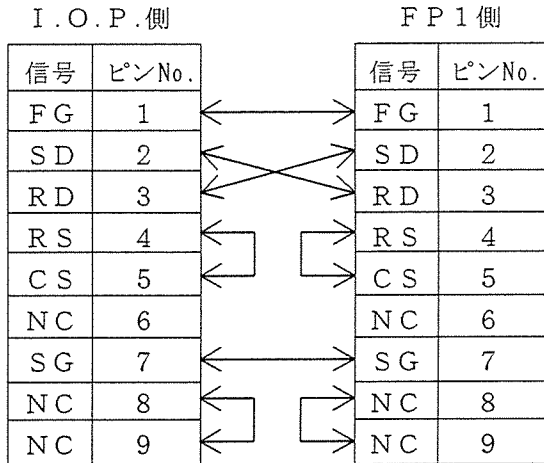 I.O.P.側 FP1側
信号 ピンNo. 信号 ピンNo.
FG 1 FG 1
SD 2 SD 2
RD 3 RD 3
RS 4 RS 4
CS 5 CS 5
NC 6 NC 6
SG 7 SG 7
NC 8 NC 8
NC 9 NC 9